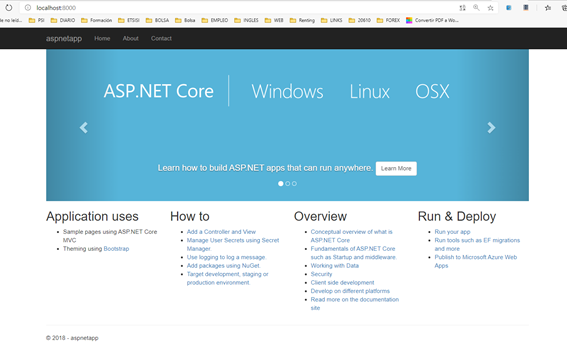 localhost:8000
de no leíd... PSI DIARIO Formación ETSISI BOLSA Bolsa EMPLEO INGLES WEB Renting LINKS 20610 FOREX Convertir PDF a Wo...
aspnetapp Home About Contact
ASP.NET Core Windows Linux OSX
Learn how to build ASP.NET apps that can run anywhere. Learn More
Application uses
Sample pages using ASP.NET Core
MVC
Theming using Bootstrap
How to
Add a Controller and View
Manage User Secrets using Secret
Manager.
Use logging to log a message.
Add packages using NuGet.
Target development, staging or
production environment.
Overview
Conceptual overview of what is
ASP.NET Core
Fundamentals of ASP.NET Core
such as Startup and middleware.
Working with Data
Security
Client side development
Develop on different platforms
Read more on the documentation
site
Run & Deploy
Run your app
Run tools such as EF migrations
and more
Publish to Microsoft Azure Web
Apps
© 2018 - aspnetapp